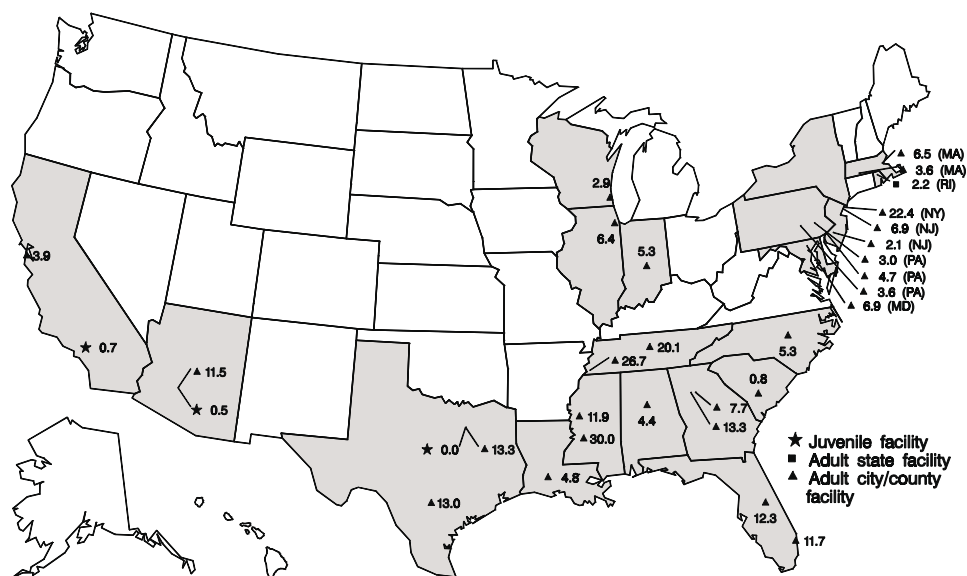 6.5 (MA)
3.6 (MA)
2.2 (RI)
2.9
22.4 (NY)
6.9 (NJ)
6.4
2.1 (NJ)
5.3
3.9
3.0 (PA)
4.7 (PA)
3.6 (PA)
6.9 (MD)
0.7
20.1
5.3
26.7
11.5
0.8
0.5
11.9
4.4
7.7
13.3
30.0
Juvenile facility
0.0
13.3
Adult state facility
4.8
Adult city/county
facility
13.0
12.3
11.7